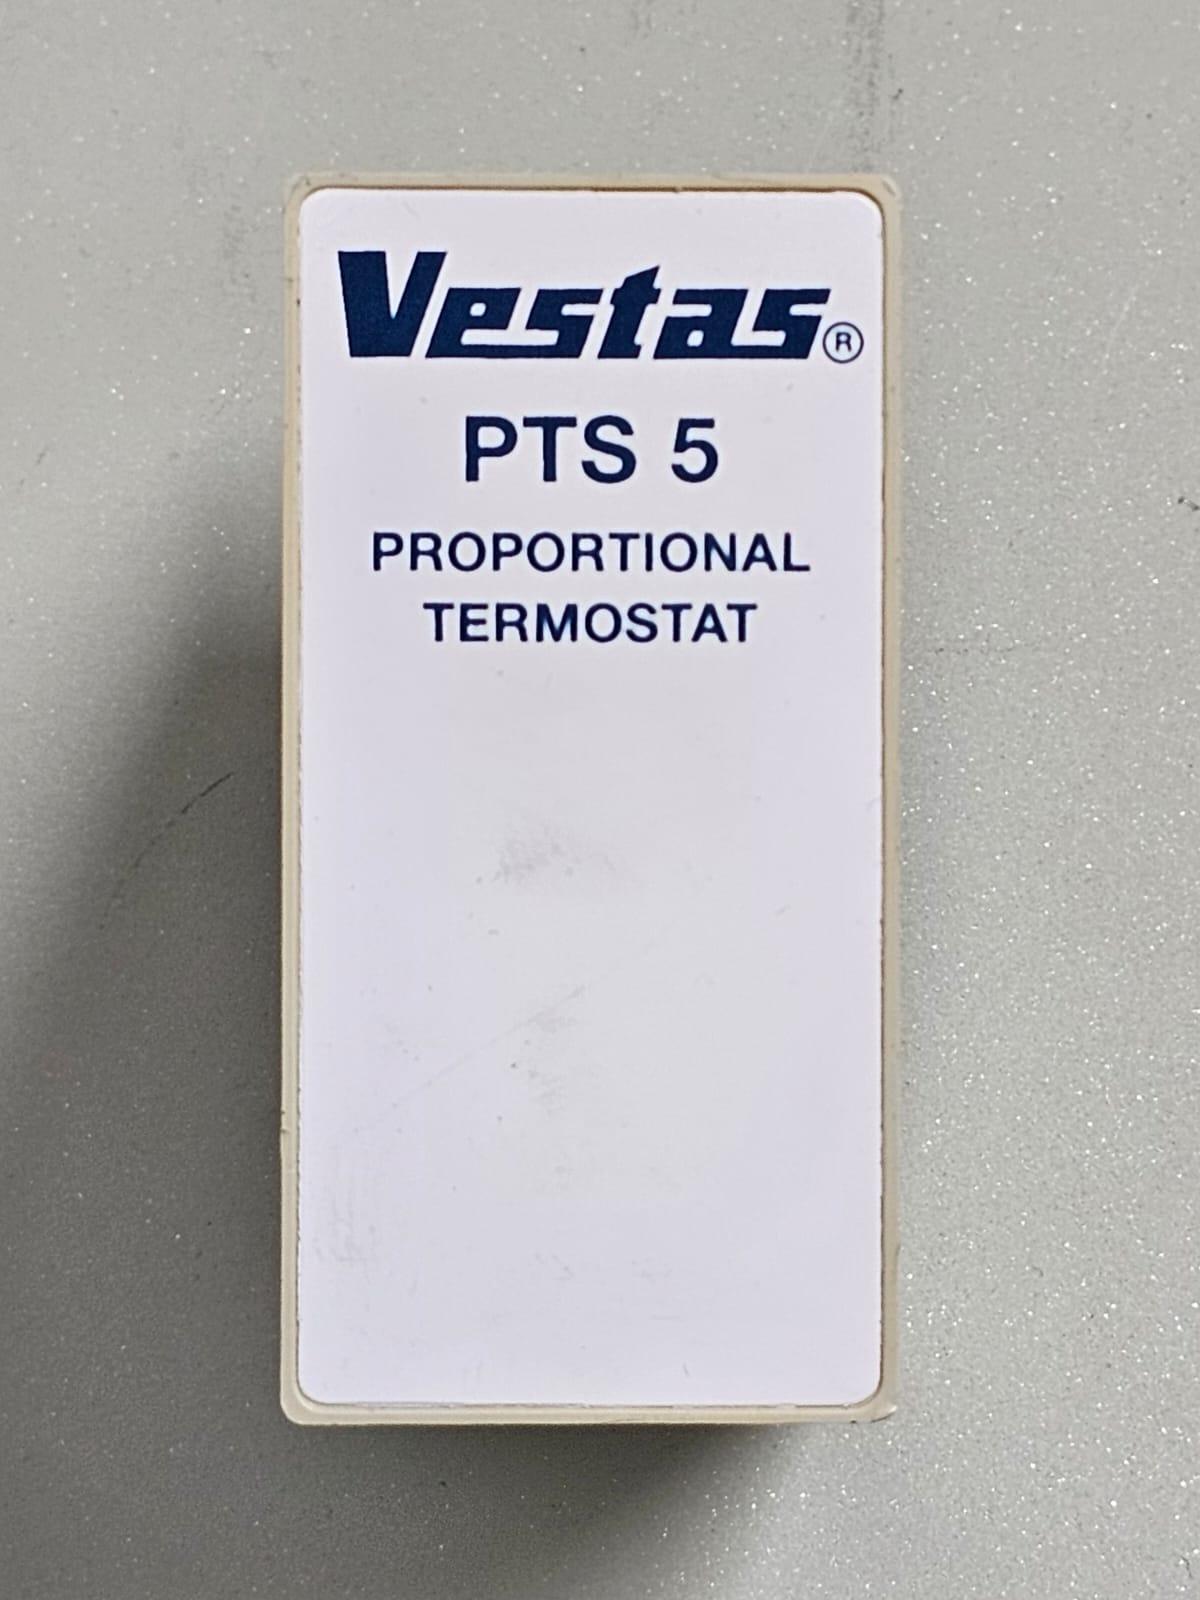 Vestas®
PTS 5
PROPORTIONAL
TERMOSTAT